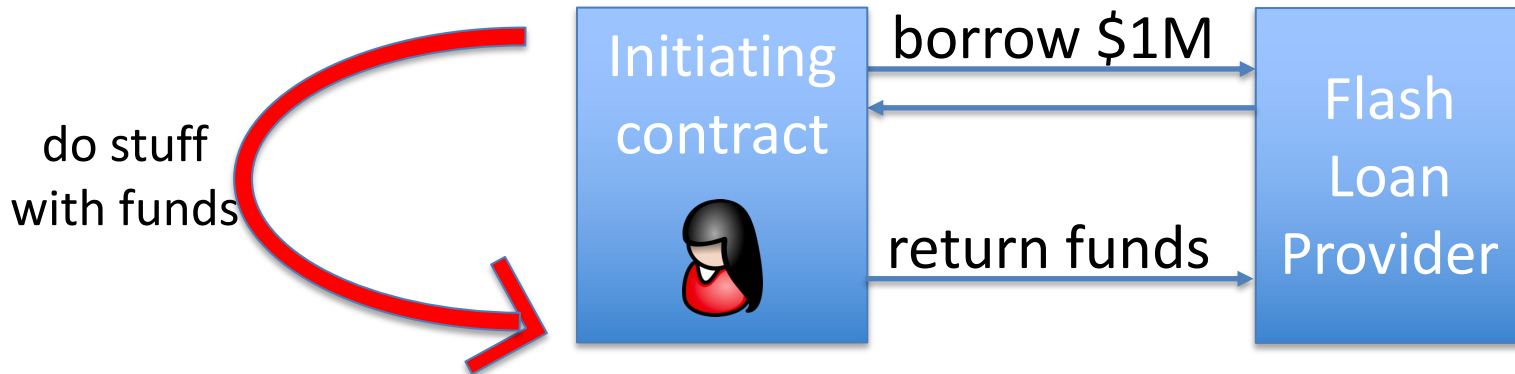 do stuff
with funds
Initiating
contract
borrow $1M
return funds
Flash
Loan
Provider